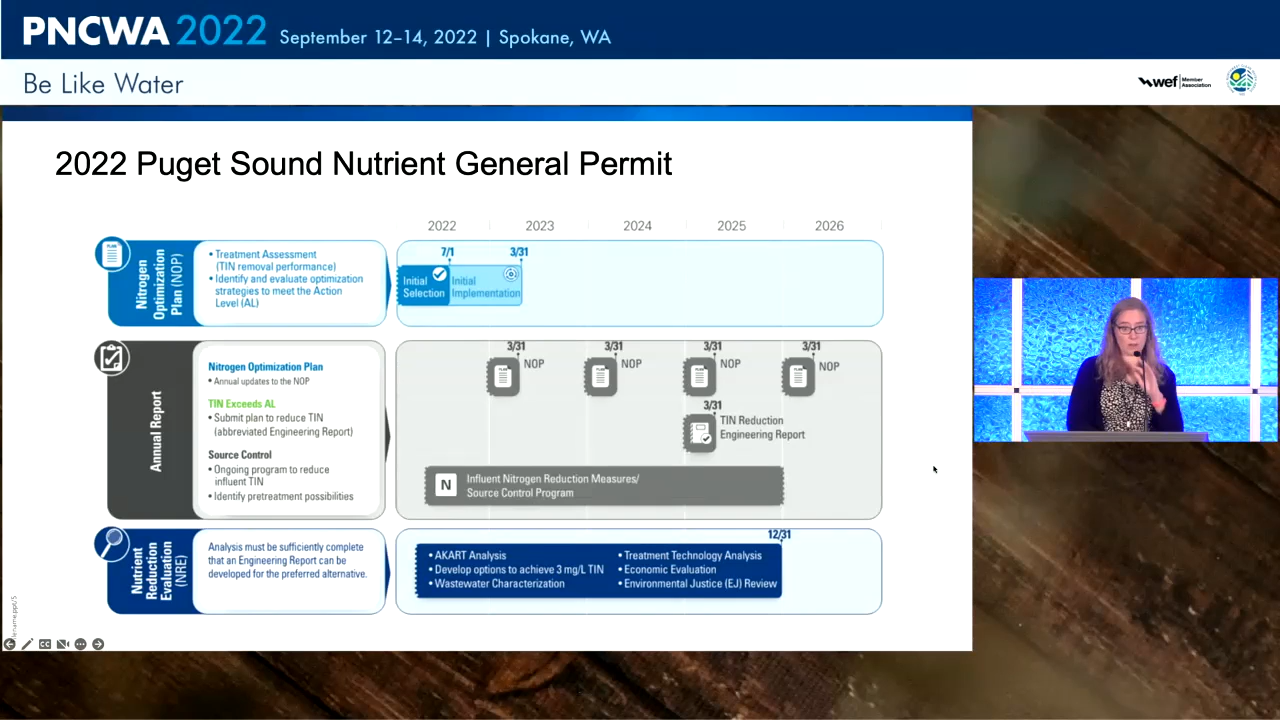 PNCWA 2022 September 12–14, 2022 | Spokane, WA
Be Like Water
wef Member Association
2022 Puget Sound Nutrient General Permit
2022 2023 2024 2025 2026
PLAN
Nitrogen Optimization Plan (NOP)
• Treatment Assessment
(TIN removal performance)
• Identify and evaluate optimization
strategies to meet the Action
Level (AL)
7/1 3/31
Initial Selection
Initial Implementation
Annual Report
Nitrogen Optimization Plan
• Annual updates to the NOP
TIN Exceeds AL
• Submit plan to reduce TIN
(abbreviated Engineering Report)
Source Control
• Ongoing program to reduce
influent TIN
• Identify pretreatment possibilities
3/31 3/31 3/31 3/31
NOP NOP NOP NOP
3/31
TIN Reduction
Engineering Report
N
Influent Nitrogen Reduction Measures/
Source Control Program
Nutrient Reduction Evaluation (NRE)
Analysis must be sufficiently complete
that an Engineering Report can be
developed for the preferred alternative.
12/31
• AKART Analysis
• Develop options to achieve 3 mg/L TIN
• Wastewater Characterization
• Treatment Technology Analysis
• Economic Evaluation
• Environmental Justice (EJ) Review
CC